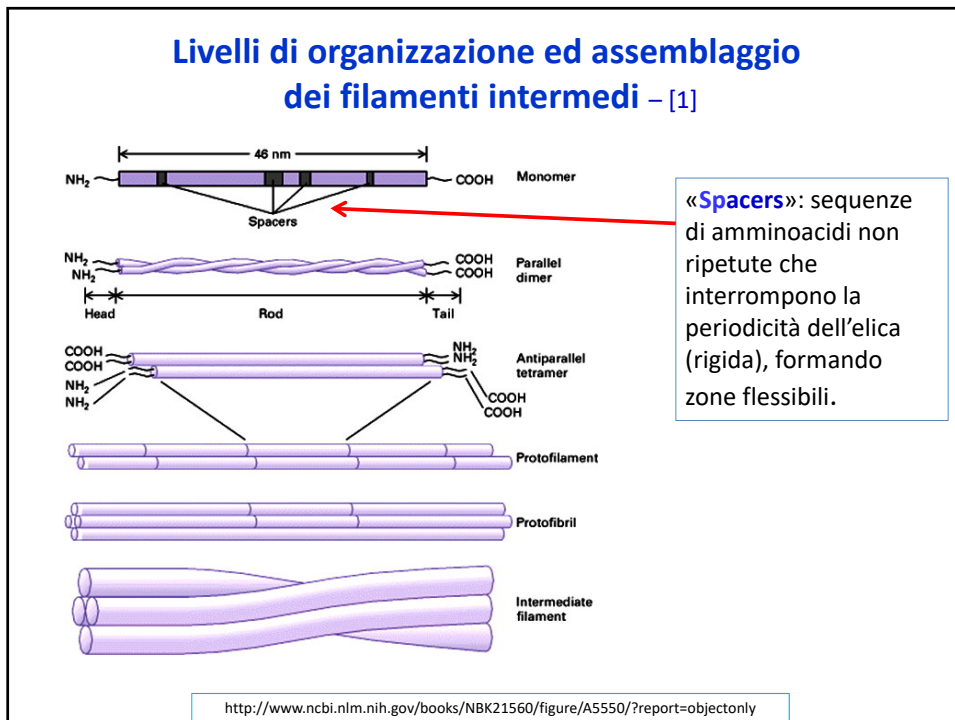 Livelli di organizzazione ed assemblaggio
dei filamenti intermedi – [1]
46 nm
NH2
COOH
Monomer
Spacers
«Spacers»: sequenze
di amminoacidi non
ripetute che
interrompono la
periodicità dell’elica
(rigida), formando
zone flessibili.
NH2
NH2
COOH
COOH
Parallel
dimer
Head
Rod
Tail
COOH
COOH
NH2
NH2
NH2
NH2
COOH
COOH
Antiparallel
tetramer
Protofilament
Protofibril
Intermediate
filament
http://www.ncbi.nlm.nih.gov/books/NBK21560/figure/A5550/?report=objectonly